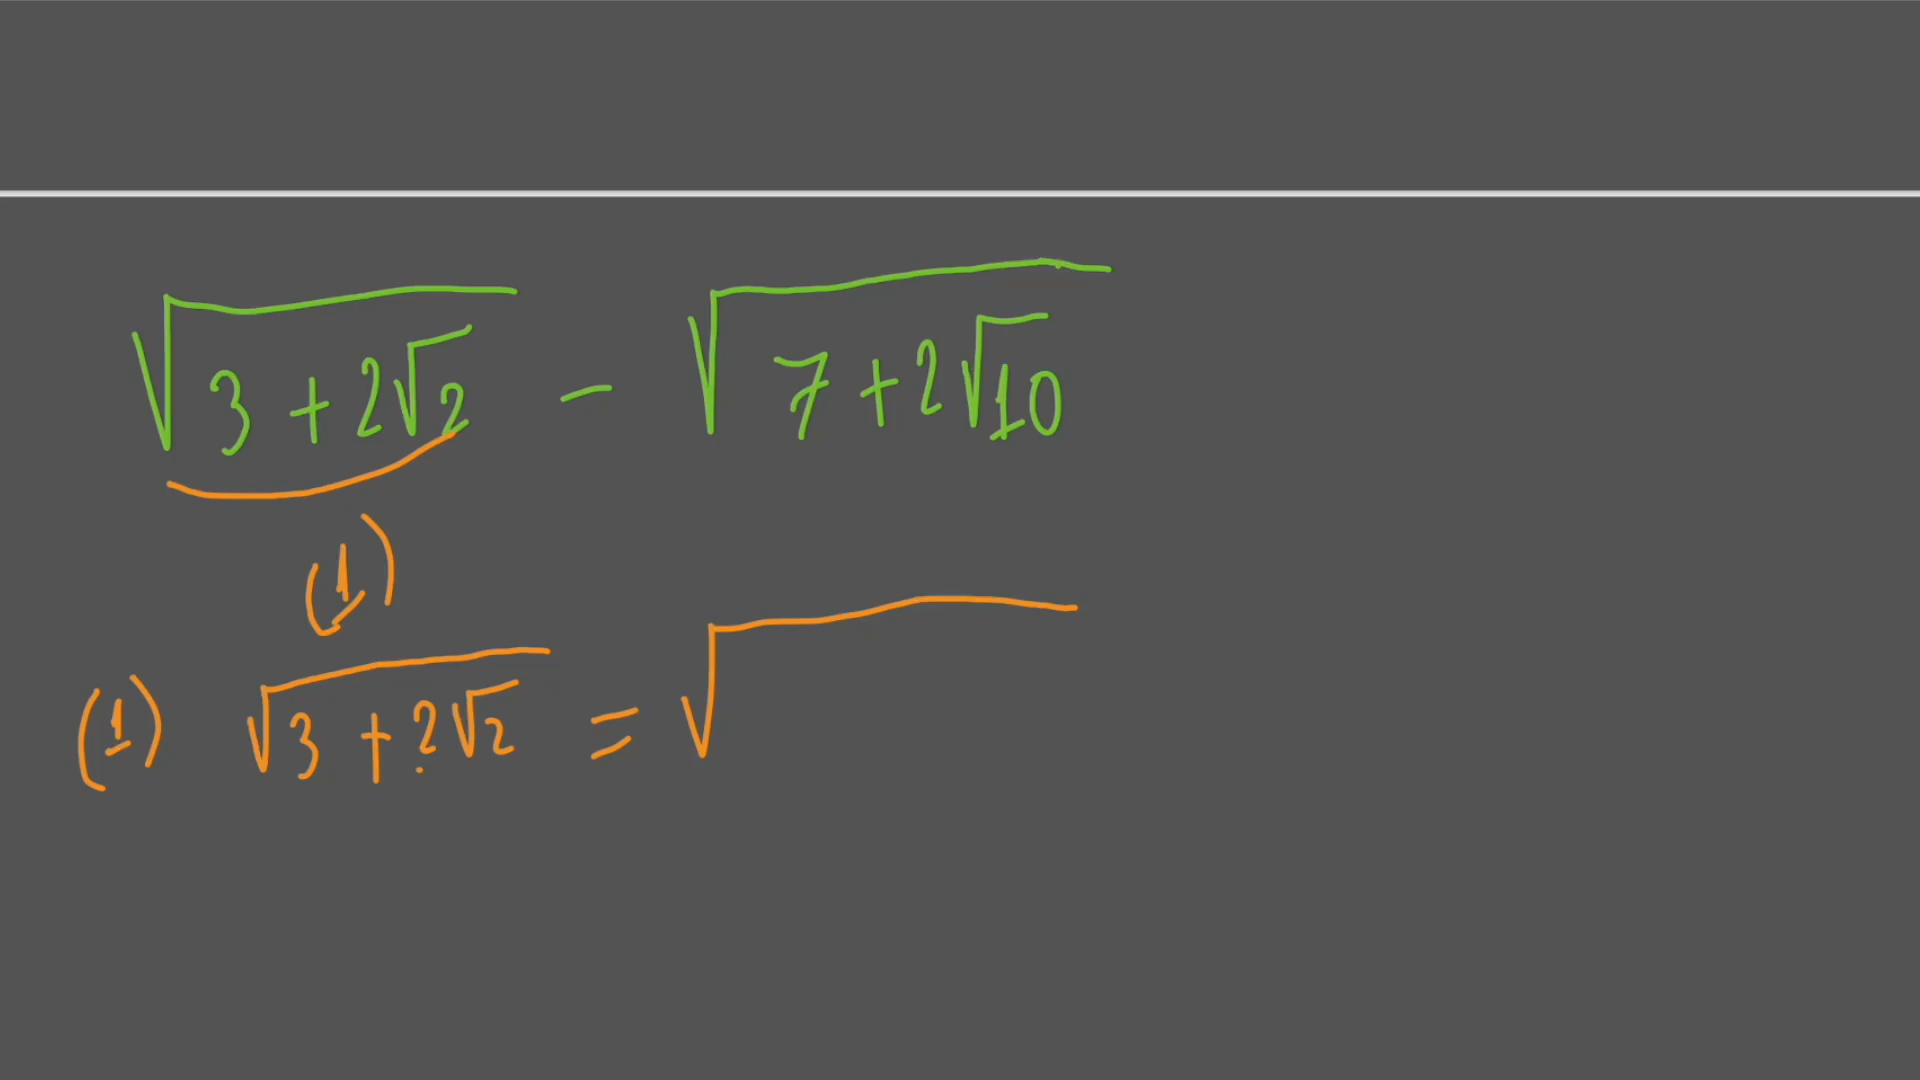 √(3 + 2√2) - √(7 + 2√10)
(1)
(1) √(3 + 2√2) = √